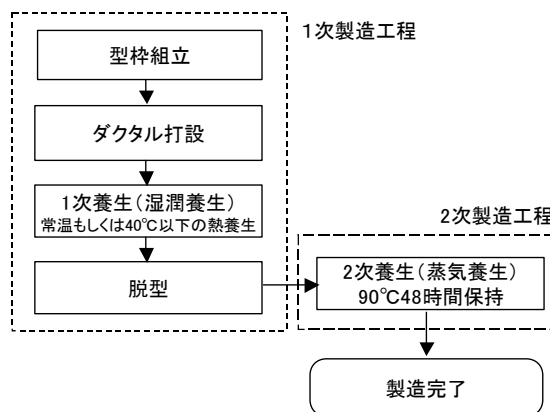 1次製造工程
型枠組立
ダクタル打設
1次養生(湿潤養生)
常温もしくは40℃以下の熱養生
脱型
2次製造工程
2次養生(蒸気養生)
90℃48時間保持
製造完了